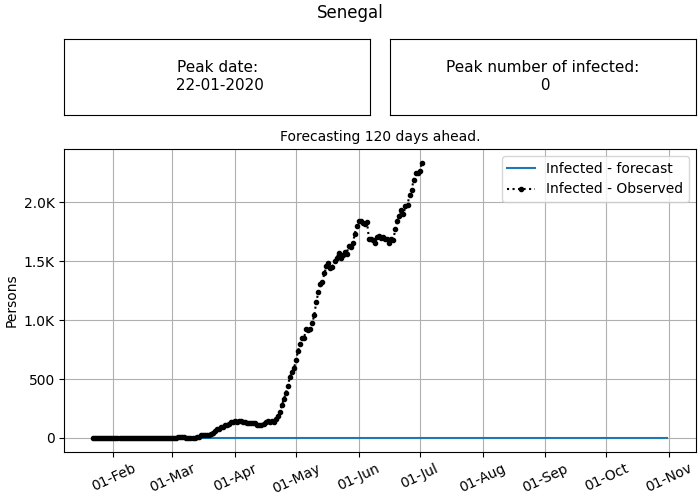 Senegal
Peak date:
22-01-2020
Peak number of infected:
0
Forecasting 120 days ahead.
Infected - forecast
Infected - Observed
Persons
2.0K
1.5K
1.0K
500
0
01-Feb
01-Mar
01-Apr
01-May
01-Jun
01-Jul
01-Aug
01-Sep
01-Oct
01-Nov